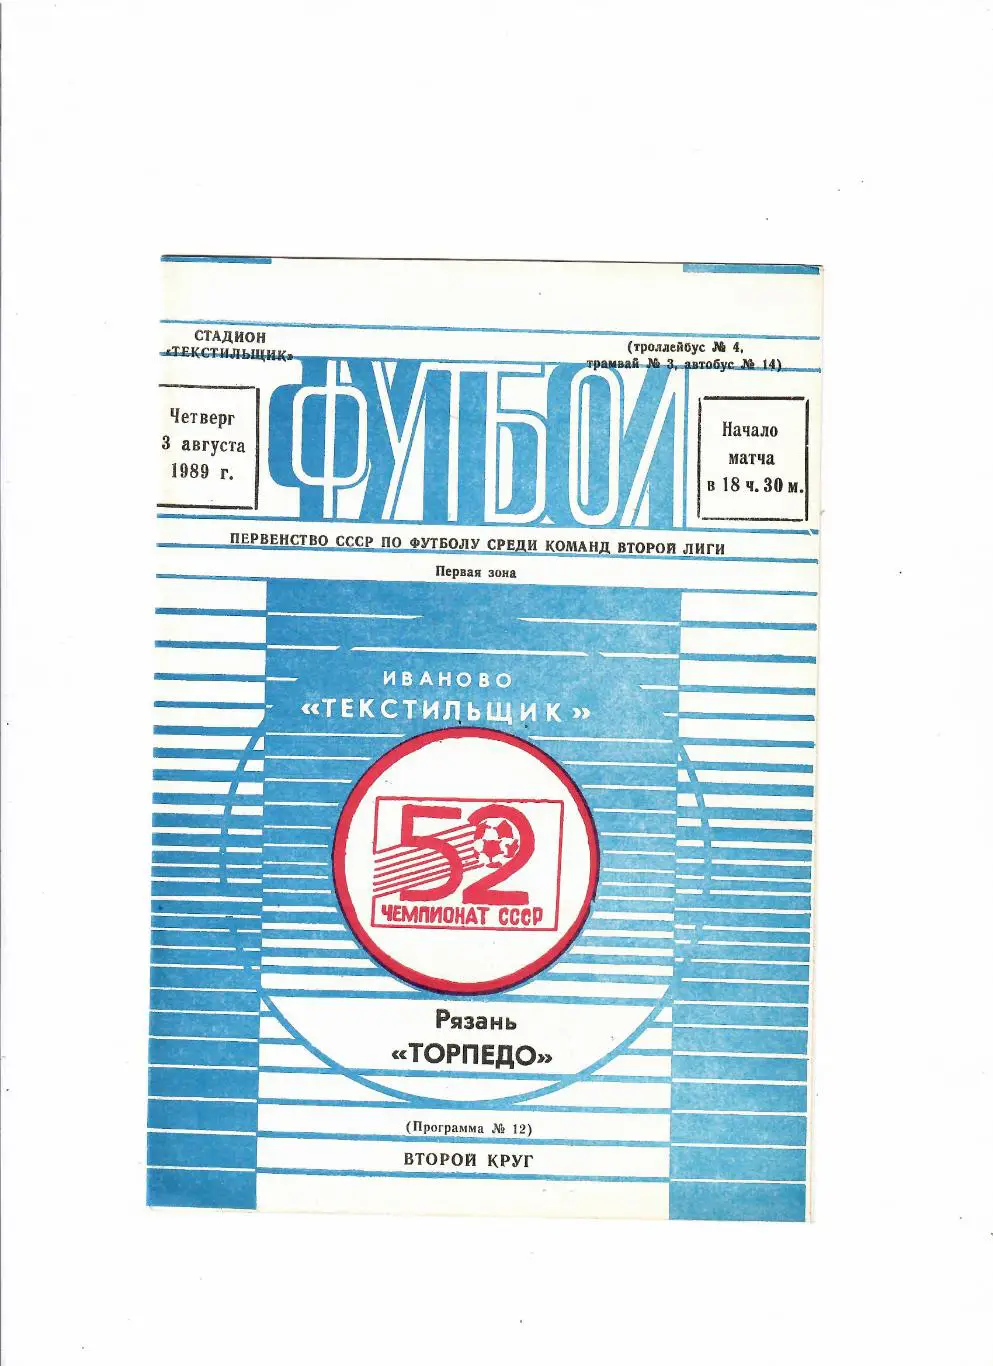 СТАДИОН
«ТЕКСТИЛЬЩИК»
(троллейбус № 4,
трамвай № 3, автобус № 14)
Четверг
3 августа
1989 г.
ФУТБОЛ
Начало
матча
в 18 ч. 30 м.
ПЕРВЕНСТВО СССР ПО ФУТБОЛУ СРЕДИ КОМАНД ВТОРОЙ ЛИГИ
Первая зона
ИВАНОВО
«ТЕКСТИЛЬЩИК»
52
ЧЕМПИОНАТ СССР
Рязань
«ТОРПЕДО»
(Программа № 12)
ВТОРОЙ КРУГ